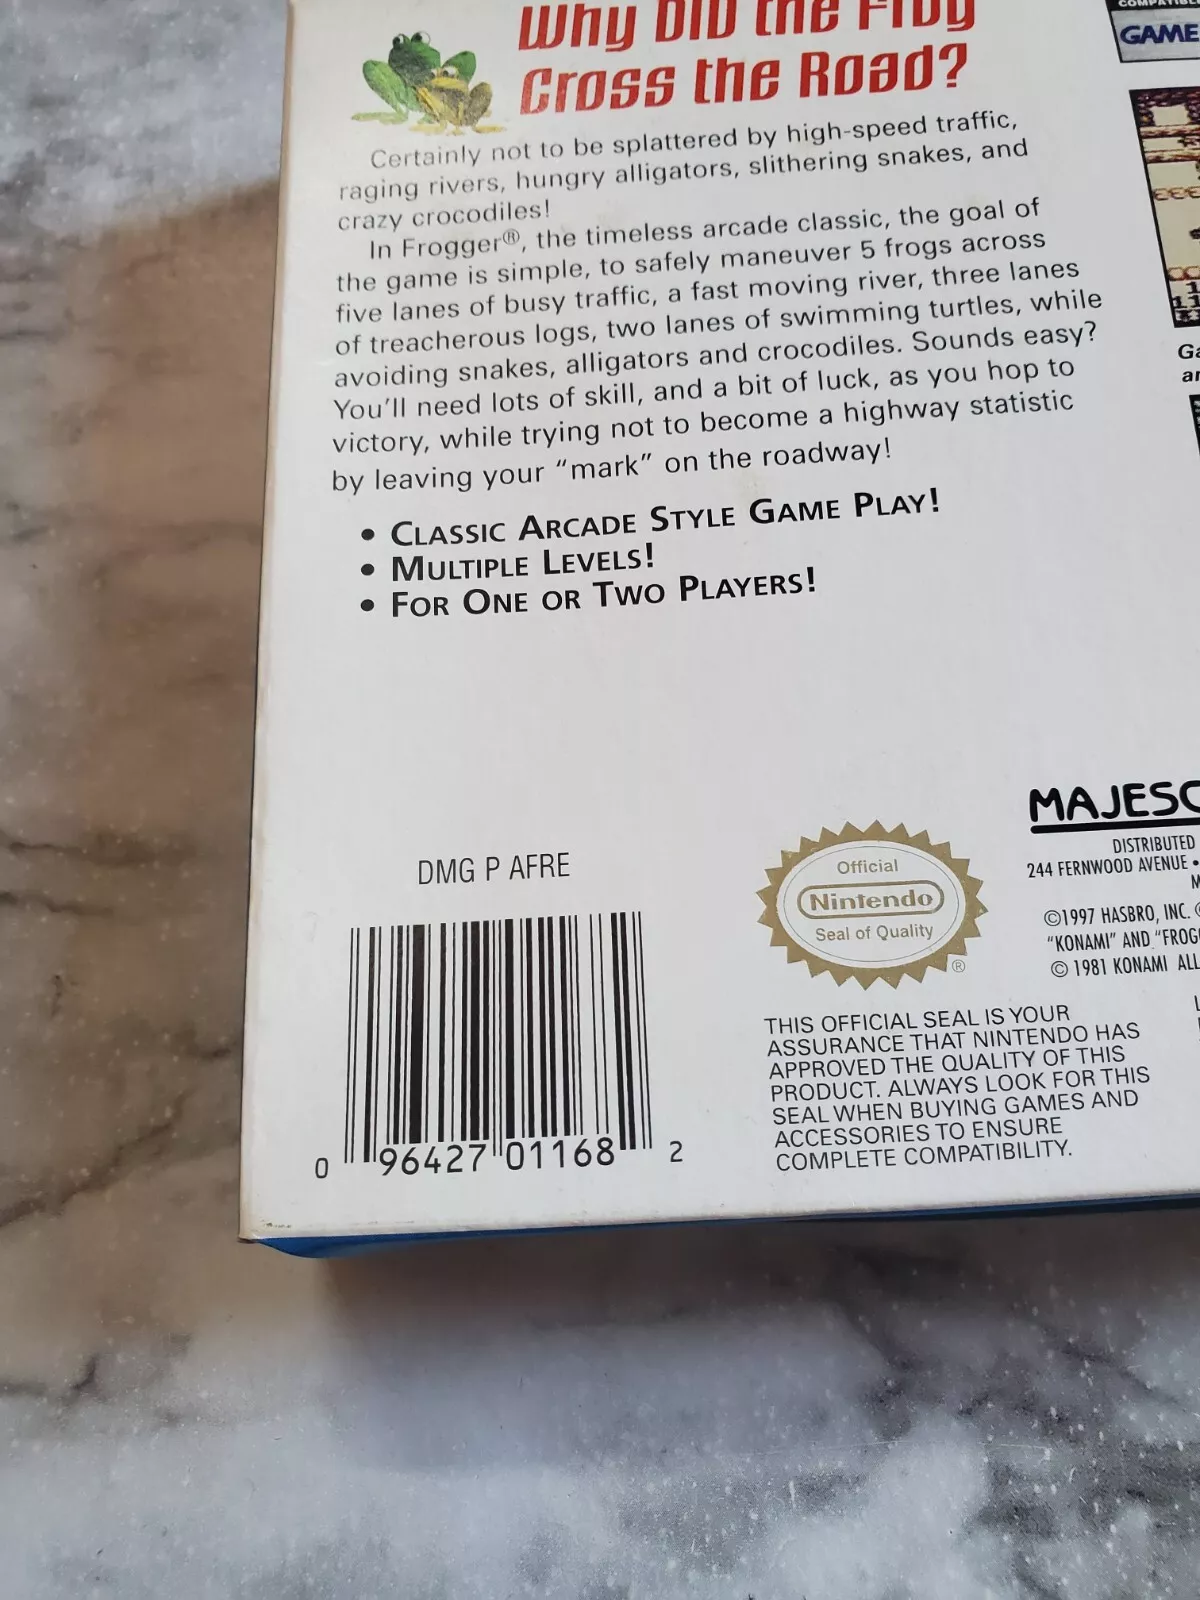 Why Did the Frog
Cross the Road?
Certainly not to be splattered by high-speed traffic,
raging rivers, hungry alligators, slithering snakes, and
crazy crocodiles!
In Frogger®, the timeless arcade classic, the goal of
the game is simple, to safely maneuver 5 frogs across
five lanes of busy traffic, a fast moving river, three lanes
of treacherous logs, two lanes of swimming turtles, while
avoiding snakes, alligators and crocodiles. Sounds easy?
You'll need lots of skill, and a bit of luck, as you hop to
victory, while trying not to become a highway statistic
by leaving your "mark" on the roadway!
• CLASSIC ARCADE STYLE GAME PLAY!
• MULTIPLE LEVELS!
• FOR ONE OR TWO PLAYERS!
GAME
DMG P AFRE
0 96427 01168 2
Official
Nintendo
Seal of Quality
®
THIS OFFICIAL SEAL IS YOUR
ASSURANCE THAT NINTENDO HAS
APPROVED THE QUALITY OF THIS
PRODUCT. ALWAYS LOOK FOR THIS
SEAL WHEN BUYING GAMES AND
ACCESSORIES TO ENSURE
COMPLETE COMPATIBILITY.
MAJESC
DISTRIBUTED
244 FERNWOOD AVENUE •
©1997 HASBRO, INC.
"KONAMI" AND "FROG
© 1981 KONAMI ALL